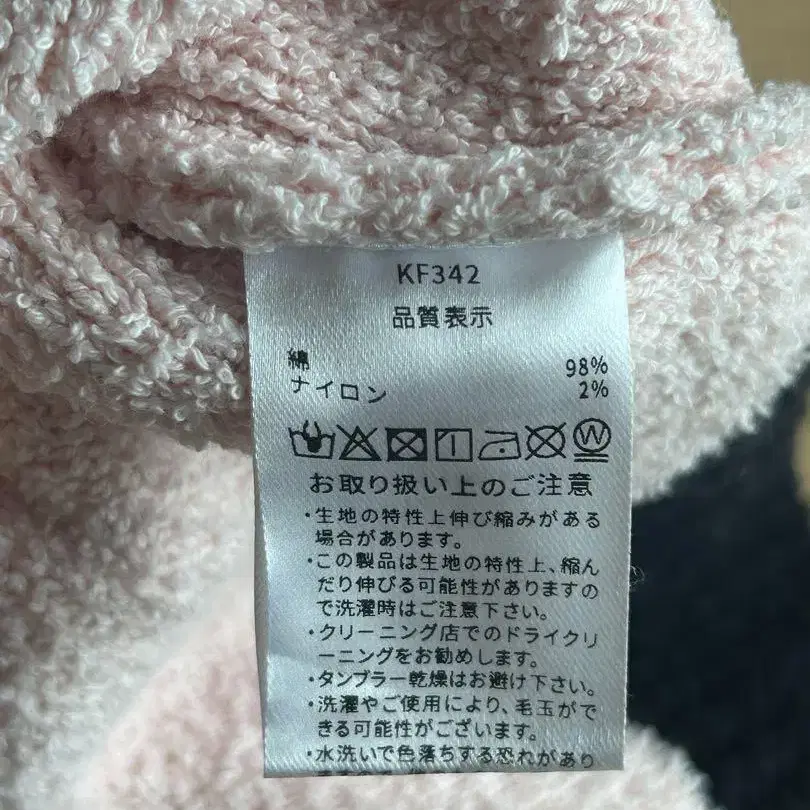 KF342
品質表示
綿 98%
ナイロン 2%
W
お取り扱い上のご注意
・生地の特性上伸び縮みがある
場合があります。
・この製品は生地の特性上、縮ん
だり伸びる可能性がありますの
で洗濯時はご注意下さい。
・クリーニング店でのドライクリ
ーニングをお勧めします。
・タンブラー乾燥はお避け下さい。
・洗濯やご使用により、毛玉がで
きる可能性がございます。
・水洗いで色落ちする恐れがあり